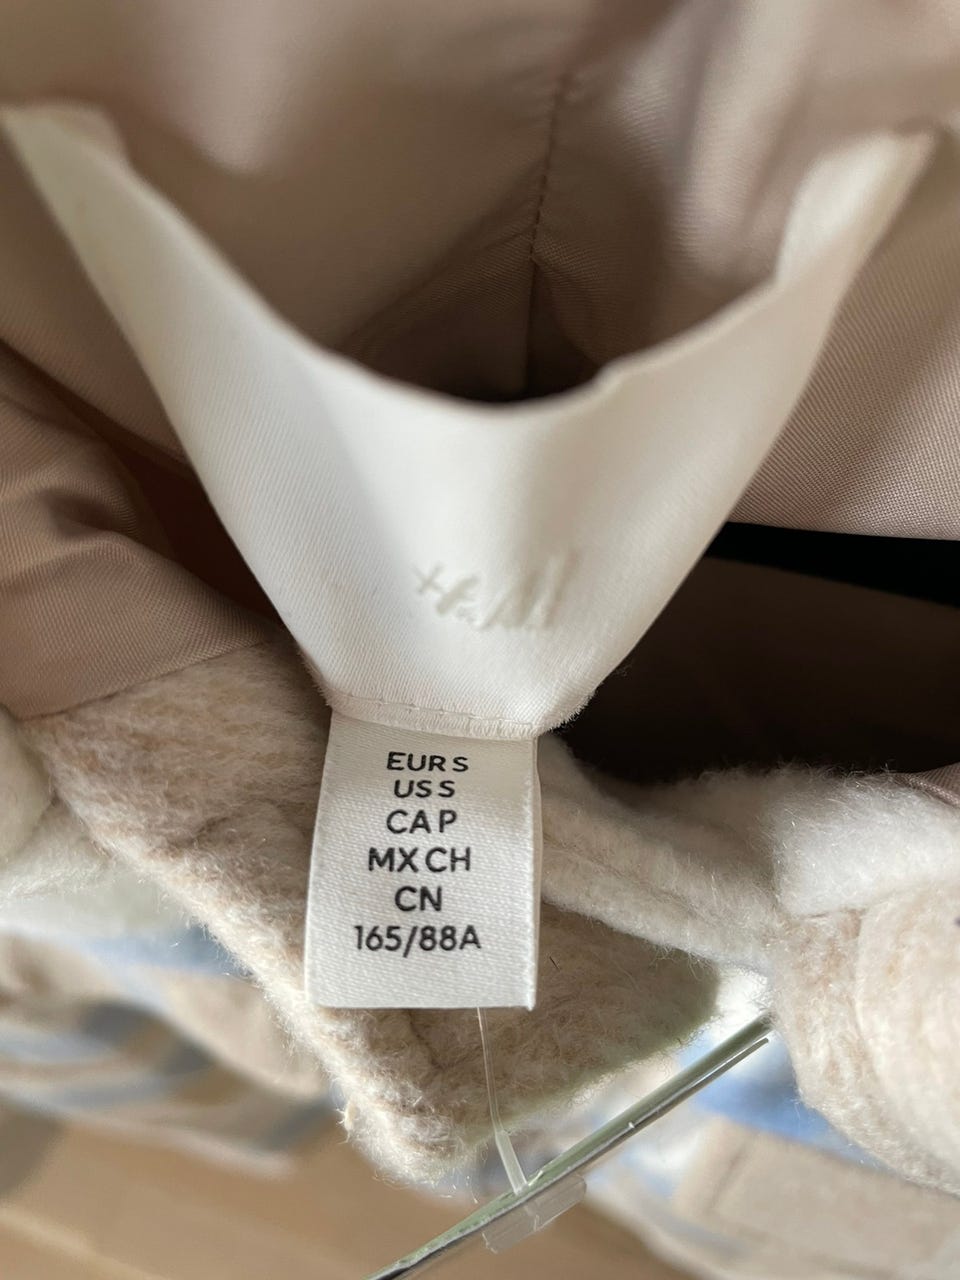 H&M
EUR S
US S
CA P
MX CH
CN
165/88A